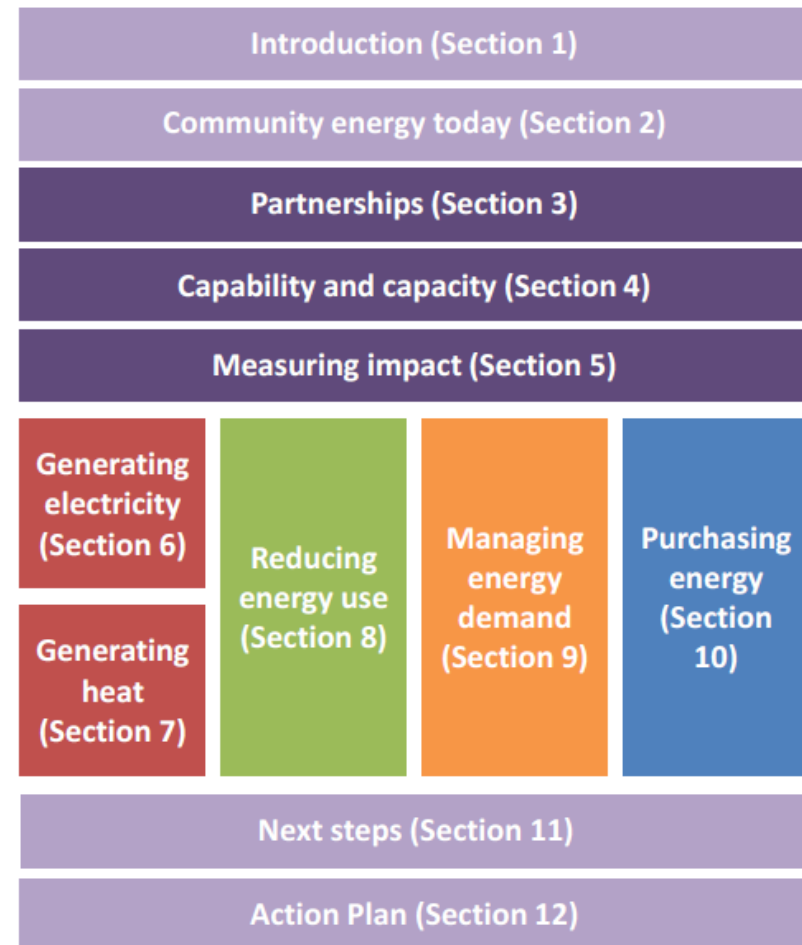 Introduction (Section 1)
Community energy today (Section 2)
Partnerships (Section 3)
Capability and capacity (Section 4)
Measuring impact (Section 5)
Generating
electricity
(Section 6)
Generating
heat
(Section 7)
Reducing
energy use
(Section 8)
Managing
energy
demand
(Section 9)
Purchasing
energy
(Section
10)
Next steps (Section 11)
Action Plan (Section 12)